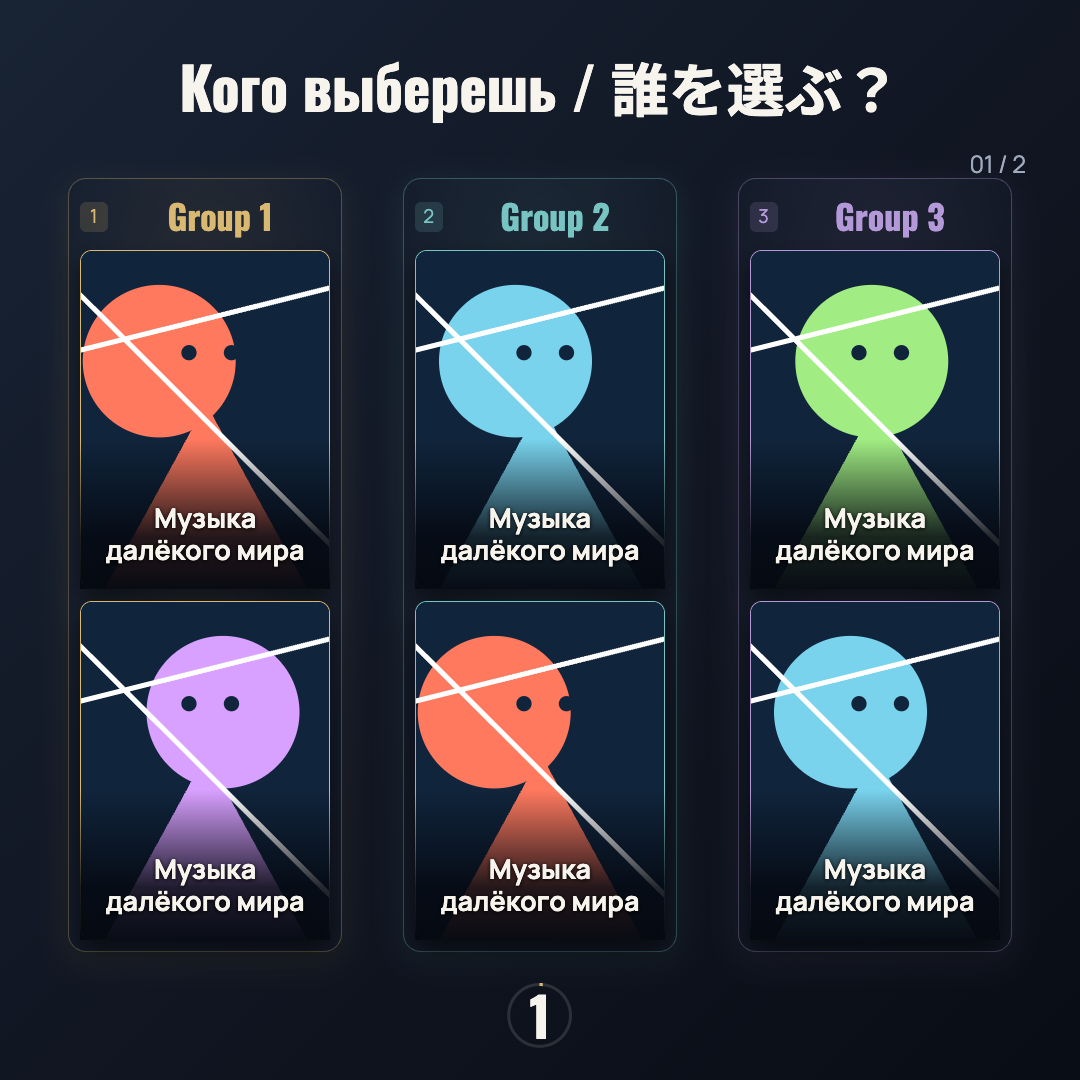 Кого выберешь / 誰を選ぶ？
01 / 2
1
Group 1
2
Group 2
3
Group 3
Музыка
далёкого мира
Музыка
далёкого мира
Музыка
далёкого мира
Музыка
далёкого мира
Музыка
далёкого мира
Музыка
далёкого мира
1